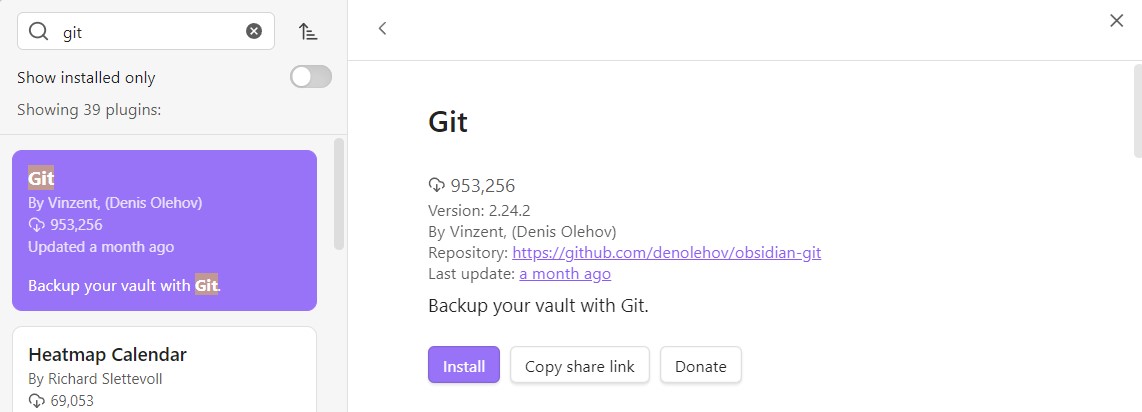 git
Show installed only
Showing 39 plugins:
Git
By Vinzent, (Denis Olehov)
953,256
Updated a month ago
Backup your vault with Git.
Heatmap Calendar
By Richard Slettevoll
69,053
Git
953,256
Version: 2.24.2
By Vinzent, (Denis Olehov)
Repository: https://github.com/denolehov/obsidian-git
Last update: a month ago
Backup your vault with Git.
Install
Copy share link
Donate